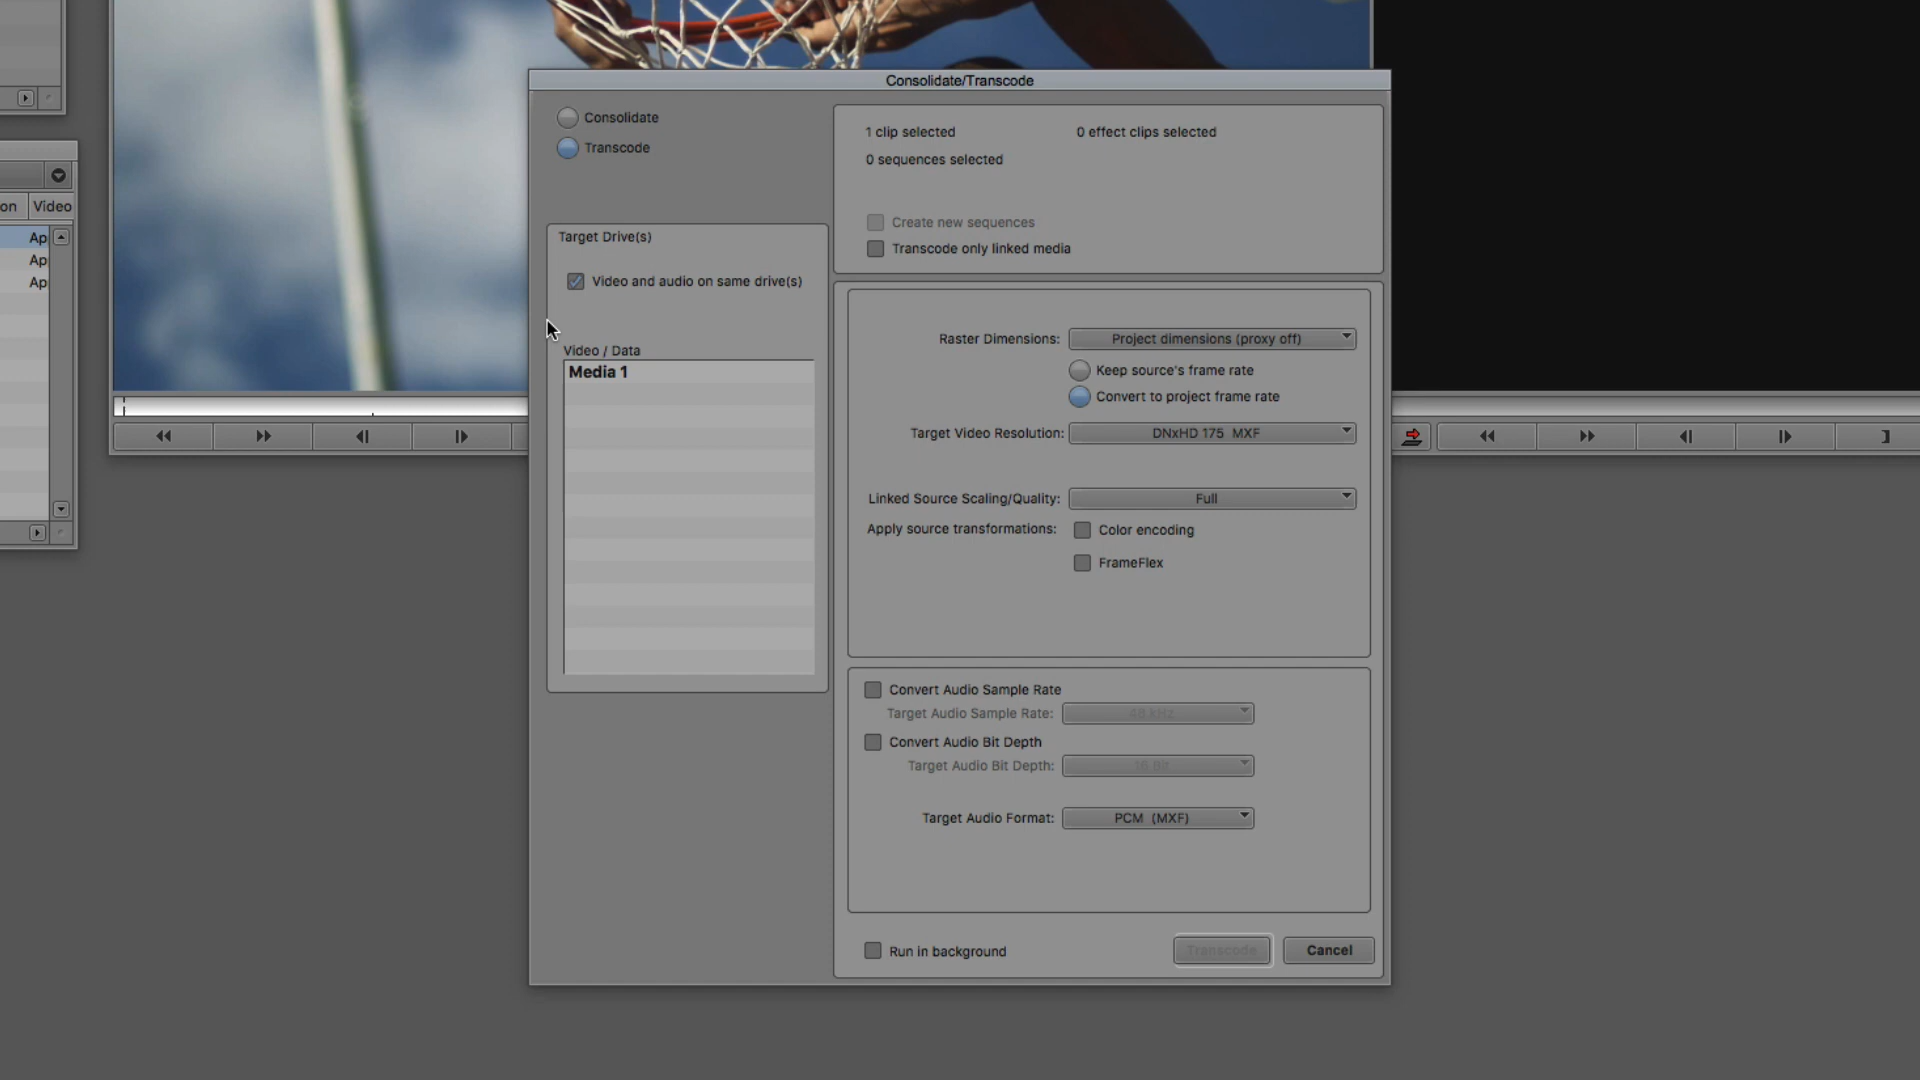 Consolidate/Transcode
Consolidate
Transcode
1 clip selected
0 effect clips selected
0 sequences selected
Create new sequences
Transcode only linked media
on
Video
Ap
Ap
Ap
Target Drive(s)
Video and audio on same drive(s)
Video / Data
Media 1
Raster Dimensions: Project dimensions (proxy off)
Keep source's frame rate
Convert to project frame rate
Target Video Resolution: DNxHD 175 MXF
Linked Source Scaling/Quality: Full
Apply source transformations: Color encoding
FrameFlex
Convert Audio Sample Rate
Target Audio Sample Rate: 48 kHz
Convert Audio Bit Depth
Target Audio Bit Depth: 16 Bit
Target Audio Format: PCM (MXF)
Run in background
Transcode
Cancel